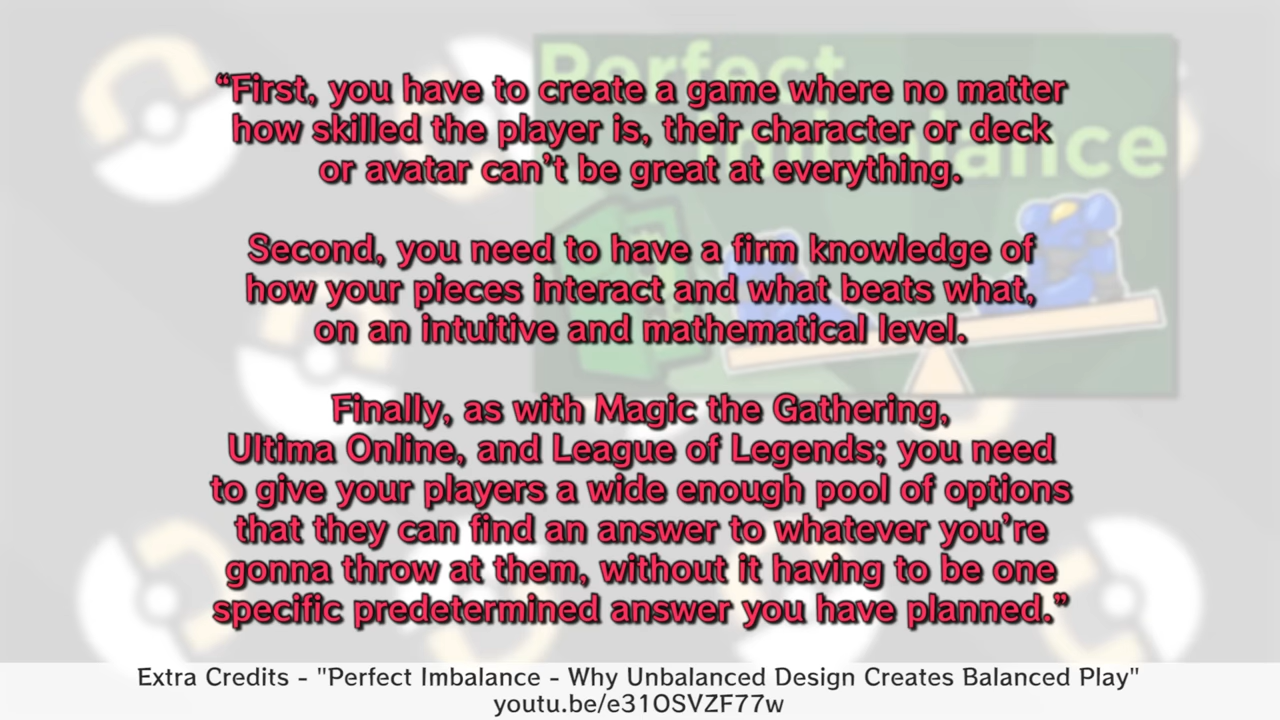 Perfect
Imbalance
“First, you have to create a game where no matter
how skilled the player is, their character or deck
or avatar can’t be great at everything.
Second, you need to have a firm knowledge of
how your pieces interact and what beats what,
on an intuitive and mathematical level.
Finally, as with Magic the Gathering,
Ultima Online, and League of Legends; you need
to give your players a wide enough pool of options
that they can find an answer to whatever you’re
gonna throw at them, without it having to be one
specific predetermined answer you have planned.”
Extra Credits - "Perfect Imbalance - Why Unbalanced Design Creates Balanced Play"
youtu.be/e31OSVZF77w